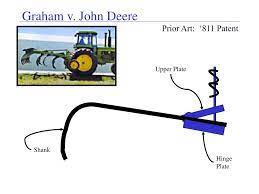 Graham v. John Deere
Prior Art: '811 Patent
Upper Plate
Shank
Hinge
Plate